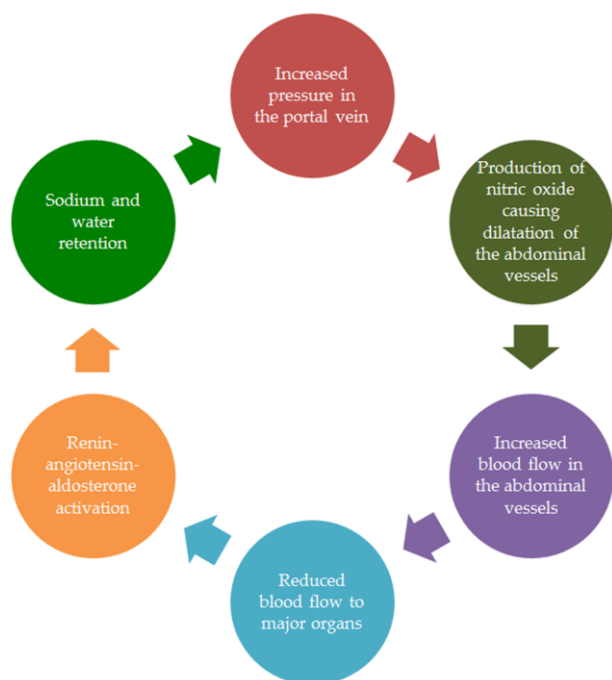 Increased
pressure in
the portal vein
Production of
nitric oxide
causing
dilatation of
the abdominal
vessels
Increased
blood flow in
the abdominal
vessels
Reduced
blood flow to
major organs
Renin-
angiotensin-
aldosterone
activation
Sodium and
water
retention